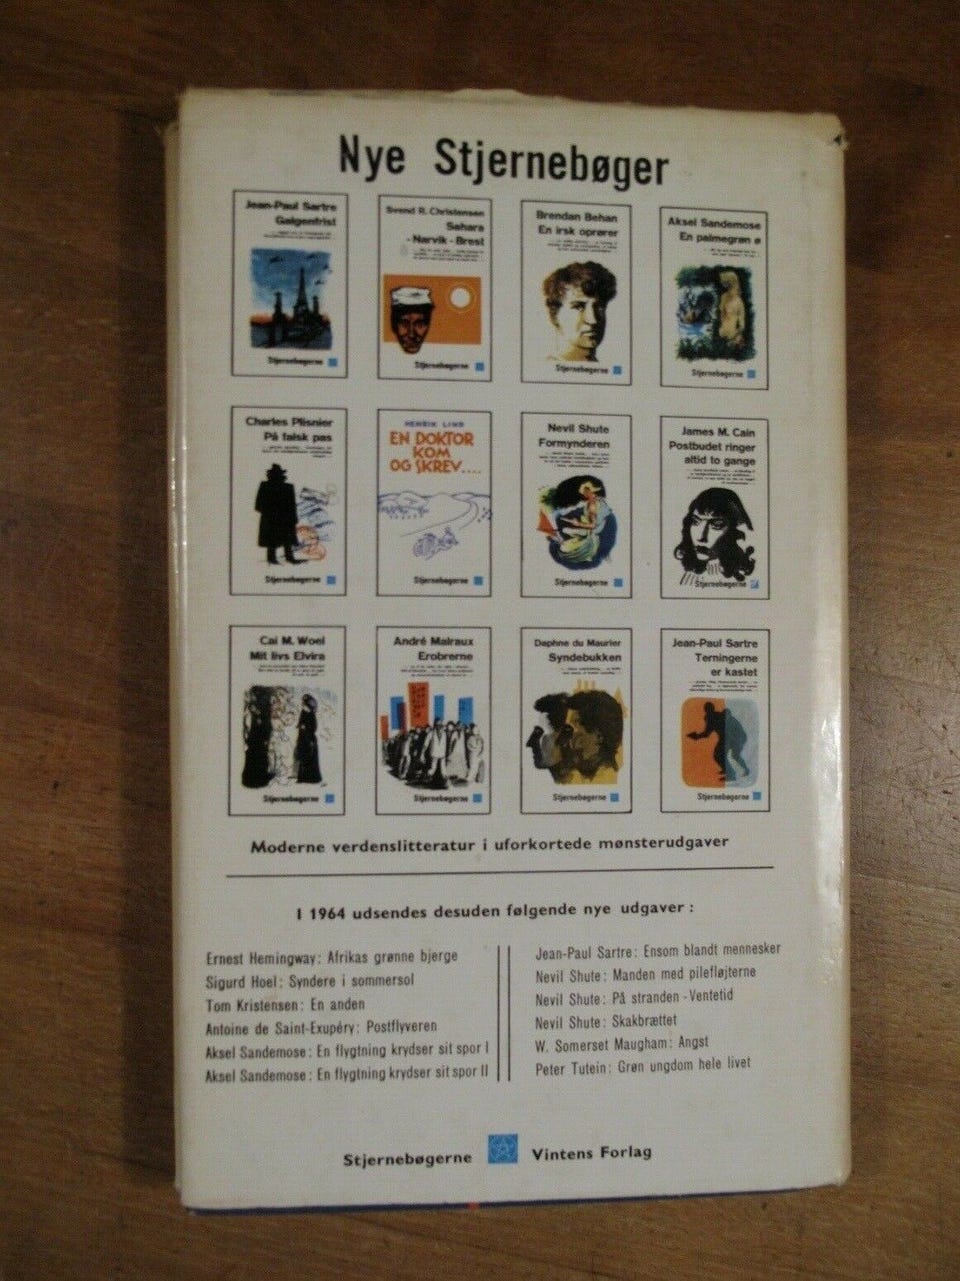 Nye Stjernebøger
Jean-Paul Sartre
Galgenfrist
Stjernebøgerne
Svend R. Christensen
Sahara
- Narvik - Brest
Stjernebøgerne
Brendan Behan
En irsk oprører
Stjernebøgerne
Aksel Sandemose
En palmegrøn ø
Stjernebøgerne
Charles Plisnier
På falsk pas
Stjernebøgerne
HENRIK LIND
EN DOKTOR
KOM
OG SKREV....
Stjernebøgerne
Nevil Shute
Formynderen
Stjernebøgerne
James M. Cain
Postbudet ringer
altid to gange
Stjernebøgerne
Cai M. Woel
Mit livs Elvira
Stjernebøgerne
André Malraux
Erobrerne
Stjernebøgerne
Daphne du Maurier
Syndebukken
Stjernebøgerne
Jean-Paul Sartre
Terningerne
er kastet
Stjernebøgerne
Moderne verdenslitteratur i uforkortede mønsterudgaver
I 1964 udsendes desuden følgende nye udgaver:
Ernest Hemingway: Afrikas grønne bjerge
Sigurd Hoel: Syndere i sommersol
Tom Kristensen: En anden
Antoine de Saint-Exupéry: Postflyveren
Aksel Sandemose: En flygtning krydser sit spor I
Aksel Sandemose: En flygtning krydser sit spor II
Jean-Paul Sartre: Ensom blandt mennesker
Nevil Shute: Manden med pilefløjterne
Nevil Shute: På stranden - Ventetid
Nevil Shute: Skakbrættet
W. Somerset Maugham: Angst
Peter Tutein: Grøn ungdom hele livet
Stjernebøgerne Vintens Forlag